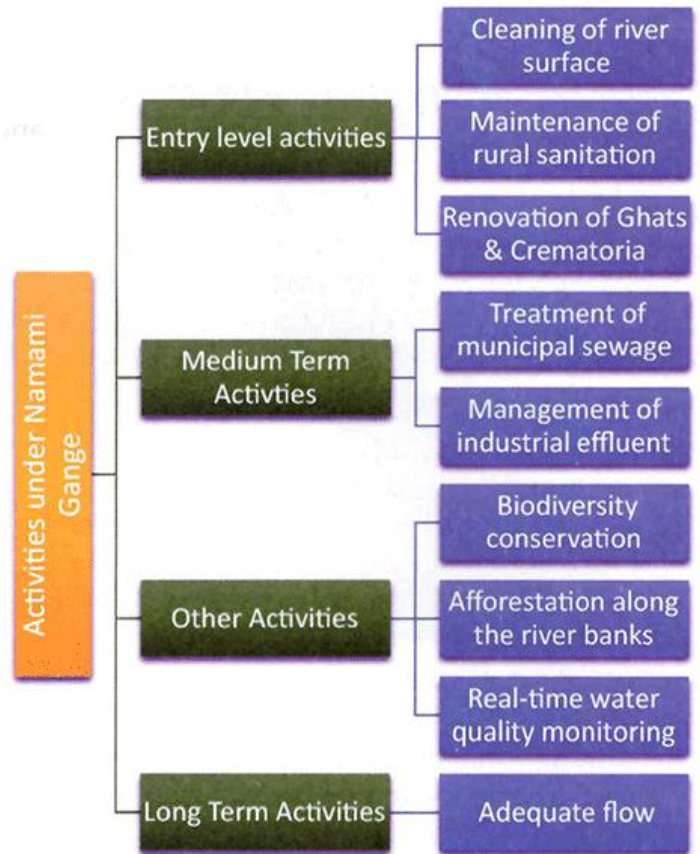 Activities under Namami
Gange
Entry level activities
Cleaning of river
surface
Maintenance of
rural sanitation
Renovation of Ghats
& Crematoria
Medium Term
Activties
Treatment of
municipal sewage
Management of
industrial effluent
Other Activities
Biodiversity
conservation
Afforestation along
the river banks
Real-time water
quality monitoring
Long Term Activities
Adequate flow